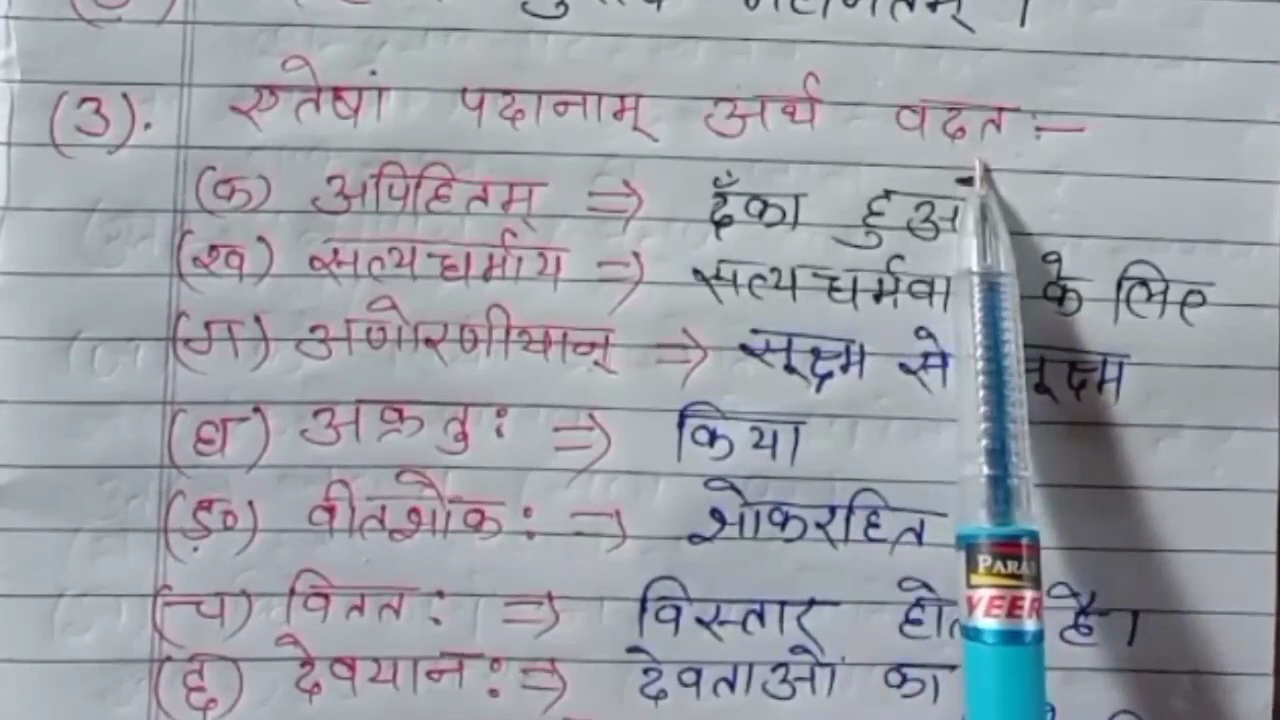 (3). एतेषां पदानाम् अर्थ वदत :-
(क) अपिहितम् => ढँका हुआ
(ख) सत्यधर्माय => सत्यधर्मवा के लिए
(ग) अणोरणीयान् => सूक्ष्म से सूक्ष्म
(घ) अक्रतु: => किया
(ङ) वीतशोक: => शोकरहित
(च) वितत: => विस्तार होत है।
(छ) देवयान: => देवताओं का
PARA
VEER